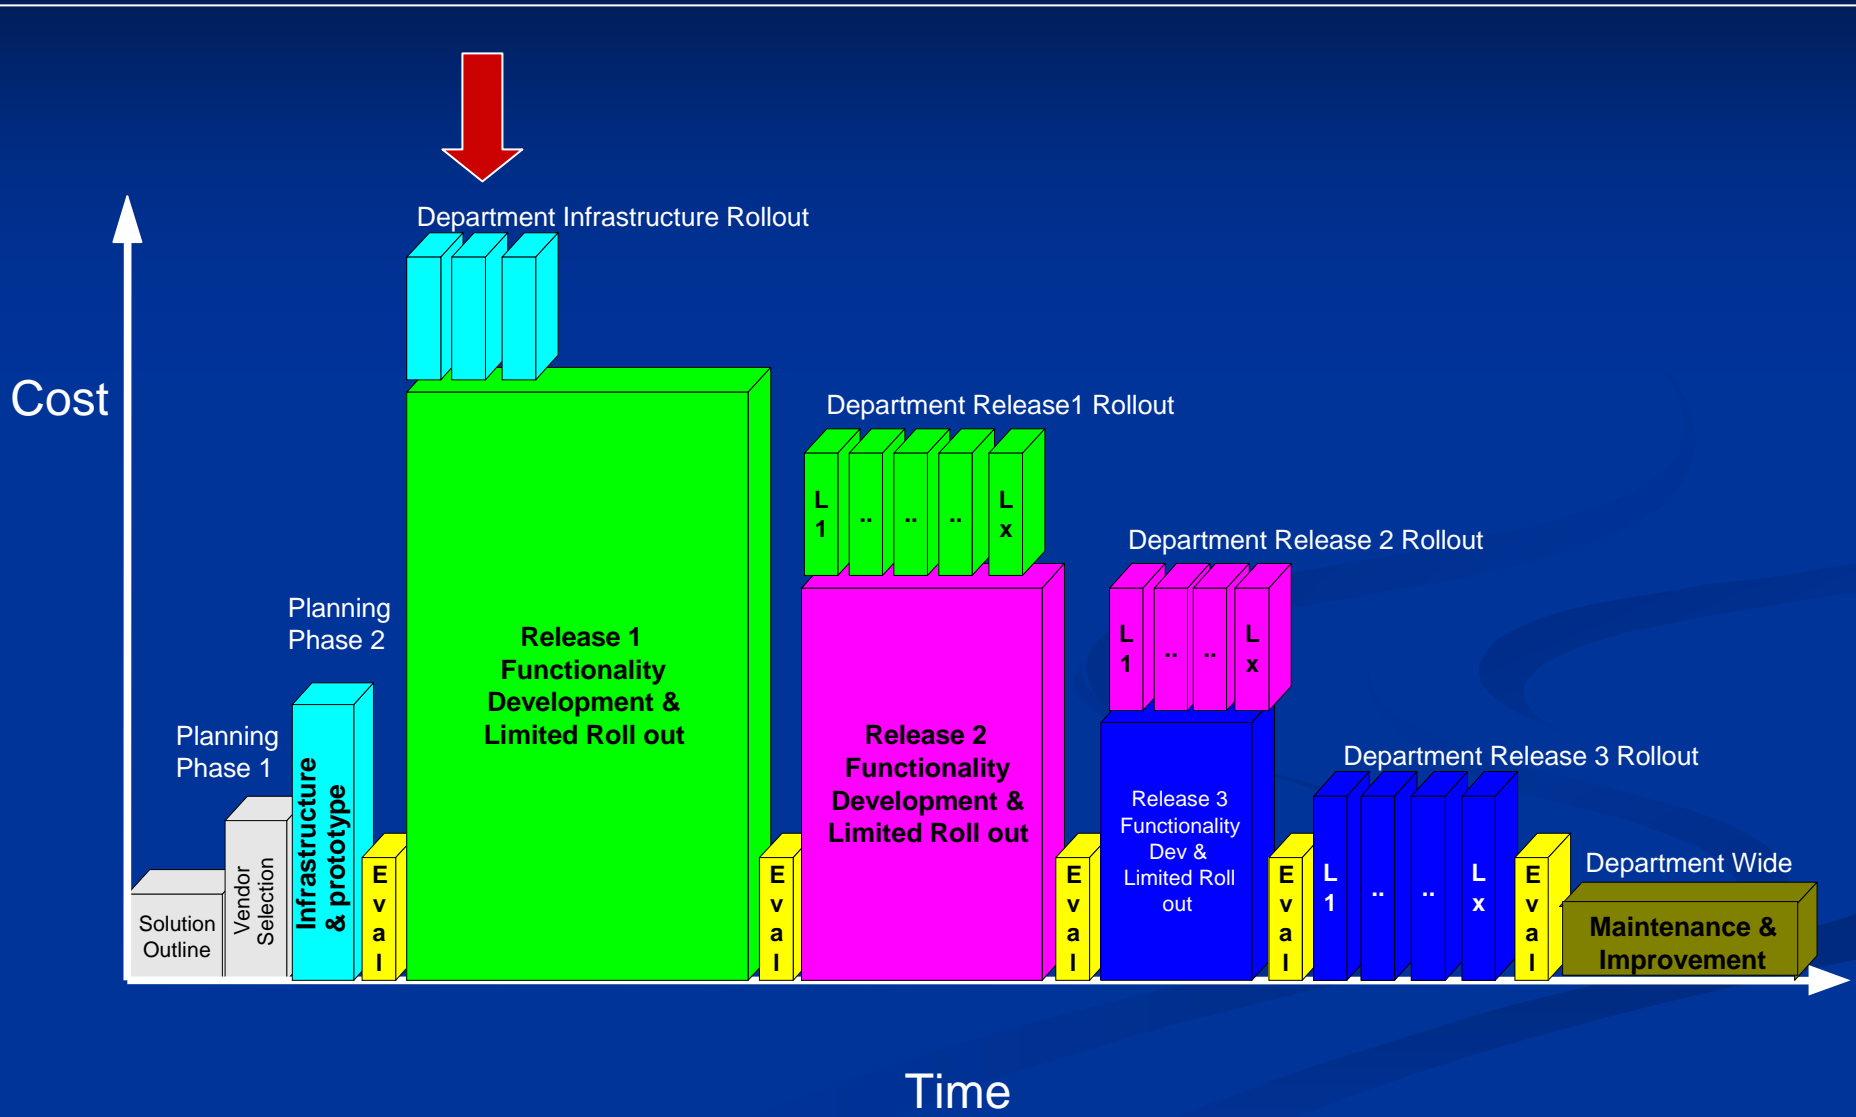 Department Infrastructure Rollout
Cost
Department Release1 Rollout
L
1
..
..
..
L
x
Department Release 2 Rollout
L
1
..
..
L
x
Planning
Phase 2
Planning
Phase 1
Release 1
Functionality
Development &
Limited Roll out
Release 2
Functionality
Development &
Limited Roll out
Department Release 3 Rollout
Release 3
Functionality
Dev &
Limited Roll
out
Solution
Outline
Vendor
Selection
Infrastructure
& prototype
E
v
a
l
E
v
a
l
E
v
a
l
E
v
a
l
L
1
..
..
L
x
E
v
a
l
Department Wide
Maintenance &
Improvement
Time